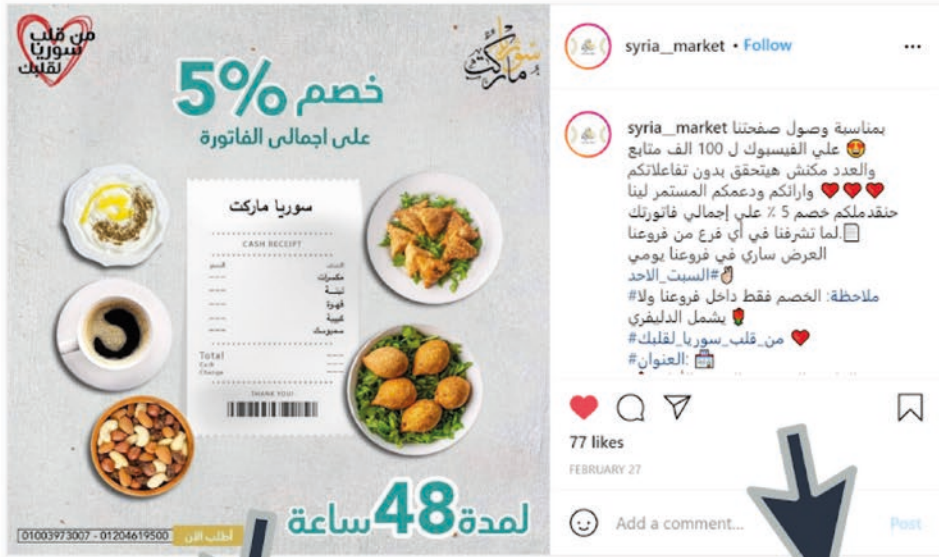 من قلب
سوريا
لقلبك
سوريا
ماركت
خصم 5%
على اجمالى الفاتورة
سوريا ماركت
CASH RECEIPT
مكسرات
لبنة
قهوة
كبيبة
سمبوسك
Total
Cash
Change
THANK YOU!
لمدة 48 ساعة
أطلب الآن
01003973007 - 01204619500
syria__market • Follow
syria__market بمناسبة وصول صفحتنا
علي الفيسبوك ل 100 الف متابع 😍
والعدد مكنش هيتحقق بدون تفاعلاتكم
وارائكم ودعمكم المستمر لينا ❤️❤️❤️
حنقدملكم خصم 5 ٪ علي إجمالي فاتورتك
لما تشرفنا في أي فرع من فروعنا.
العرض ساري في فروعنا يومي
#السبت_الاحد
#ملاحظة: الخصم فقط داخل فروعنا ولا
يشمل الدليفري 🌹
#من_قلب_سوريا_لقلبك ❤️
#العنوان: 🏥
77 likes
FEBRUARY 27
Add a comment...
Post